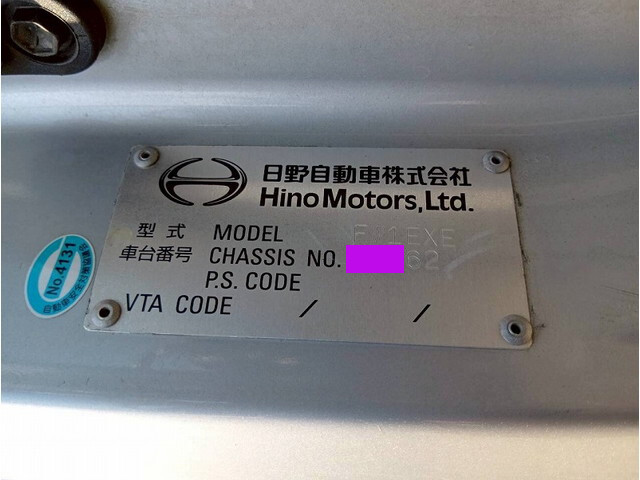 日野自動車株式会社
Hino Motors, Ltd.
型式 MODEL
車台番号 CHASSIS NO. 62
P.S. CODE
VTA CODE / /
No.4131